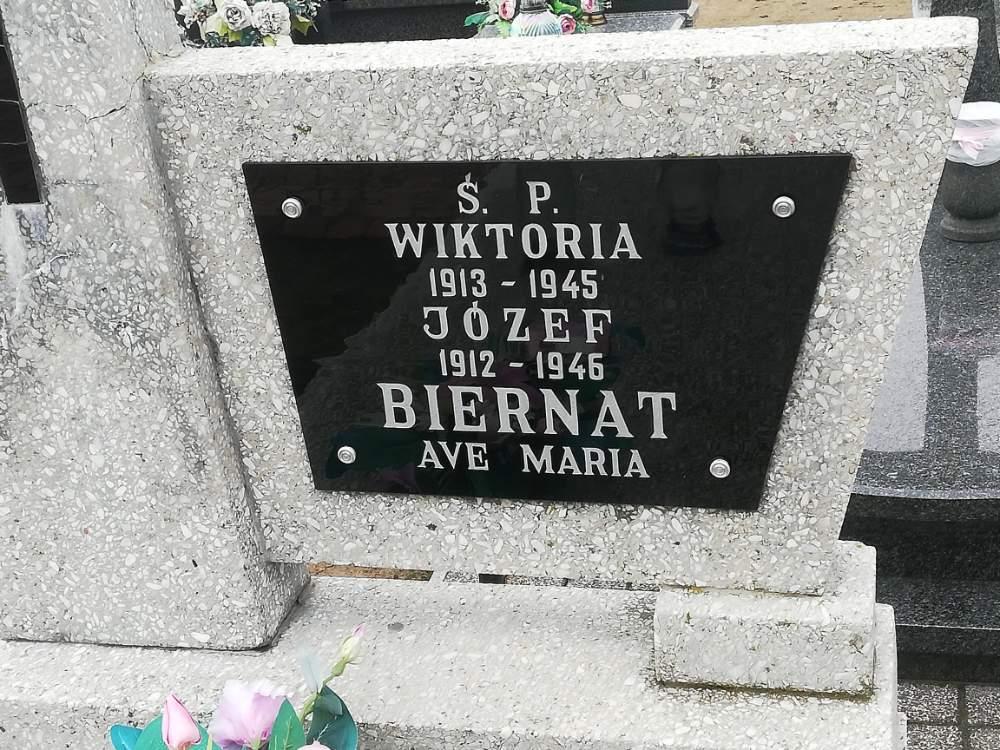 Ś. P.
WIKTORIA
1913 - 1945
JÓZEF
1912 - 1946
BIERNAT
AVE MARIA